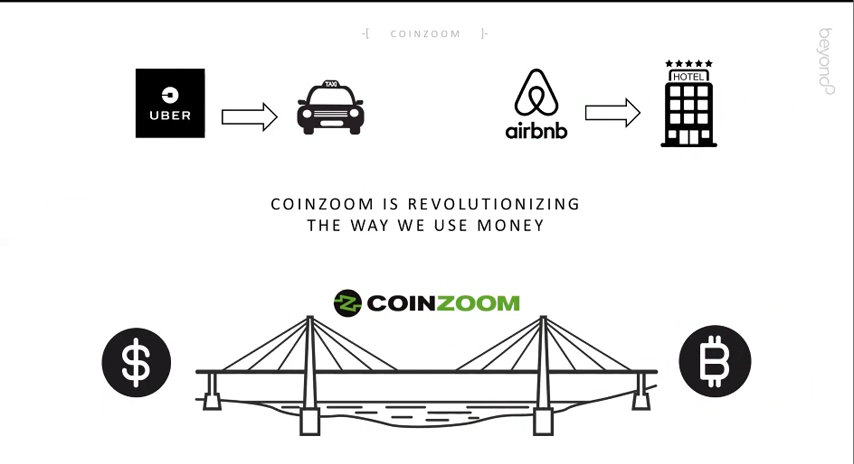 -[ COINZOOM ]-
beyond
UBER
TAXI
airbnb
HOTEL
COINZOOM IS REVOLUTIONIZING
THE WAY WE USE MONEY
COINZOOM
$